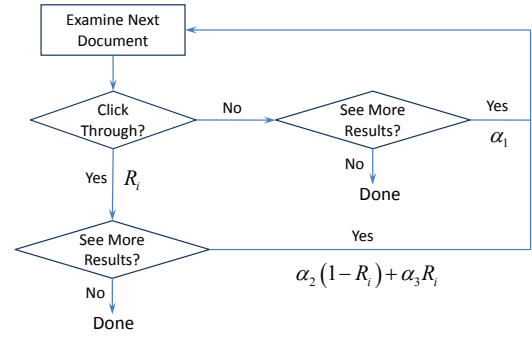 Examine Next
Document
Click
Through?
No
See More
Results?
Yes
α₁
No
Done
Yes
Rᵢ
See More
Results?
Yes
α₂(1−Rᵢ)+α₃Rᵢ
No
Done